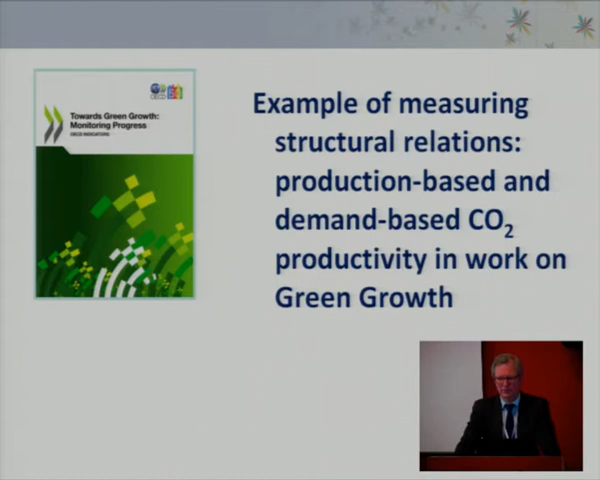 OECD
Towards Green Growth:
Monitoring Progress
OECD INDICATORS
Example of measuring
structural relations:
production-based and
demand-based CO₂
productivity in work on
Green Growth